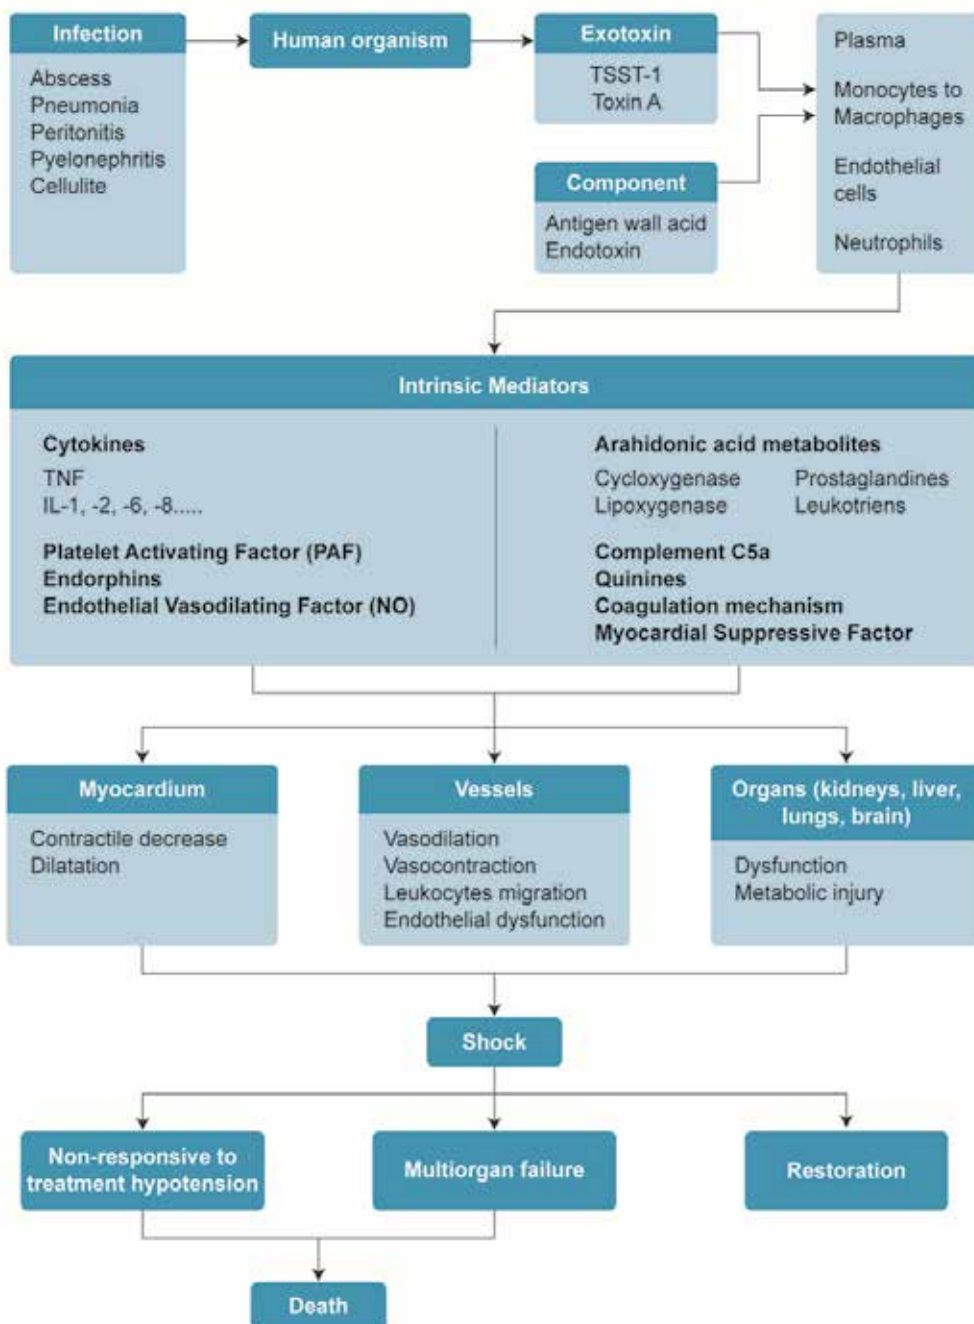 Infection
Abscess
Pneumonia
Peritonitis
Pyelonephritis
Cellulite
Human organism
Exotoxin
TSST-1
Toxin A
Component
Antigen wall acid
Endotoxin
Plasma
Monocytes to
Macrophages
Endothelial
cells
Neutrophils
Intrinsic Mediators
Cytokines
TNF
IL-1, -2, -6, -8.....
Platelet Activating Factor (PAF)
Endorphins
Endothelial Vasodilating Factor (NO)
Arahidonic acid metabolites
Cycloxygenase Prostaglandines
Lipoxygenase Leukotriens
Complement C5a
Quinines
Coagulation mechanism
Myocardial Suppressive Factor
Myocardium
Contractile decrease
Dilatation
Vessels
Vasodilation
Vasocontraction
Leukocytes migration
Endothelial dysfunction
Organs (kidneys, liver,
lungs, brain)
Dysfunction
Metabolic injury
Shock
Non-responsive to
treatment hypotension
Multiorgan failure
Restoration
Death